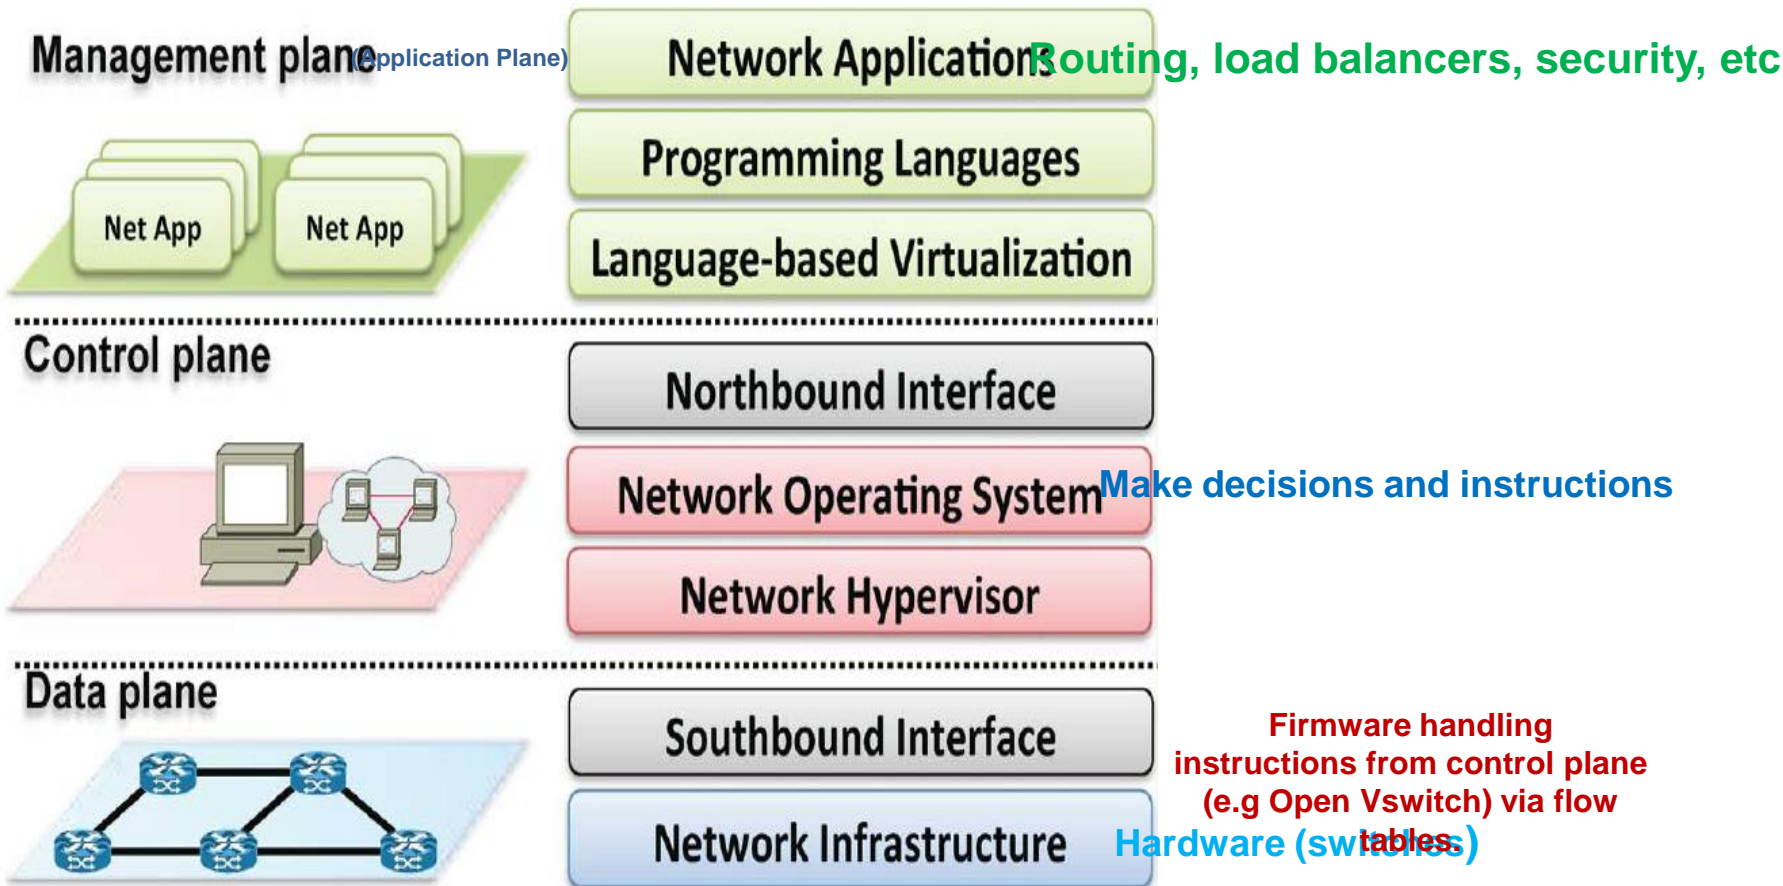 Management plane
(Application Plane)
Network Applications
Routing, load balancers, security, etc
Programming Languages
Net App
Net App
Language-based Virtualization
Control plane
Northbound Interface
Network Operating System
Make decisions and instructions
Network Hypervisor
Data plane
Southbound Interface
Firmware handling
instructions from control plane
(e.g Open Vswitch) via flow
tables.
Network Infrastructure
Hardware (switches)